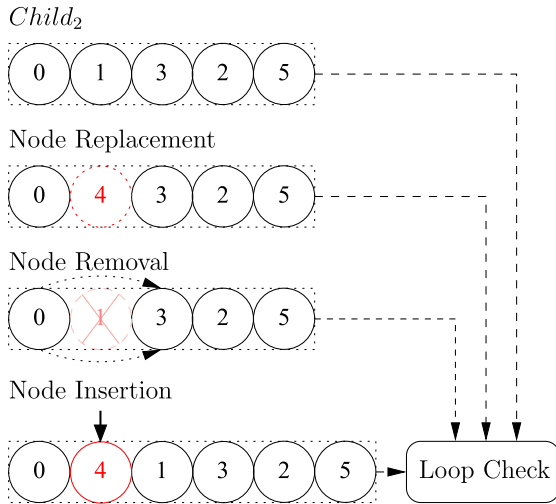 Child₂
0 1 3 2 5
Node Replacement
0 4 3 2 5
Node Removal
0 1 3 2 5
Node Insertion
0 4 1 3 2 5 Loop Check